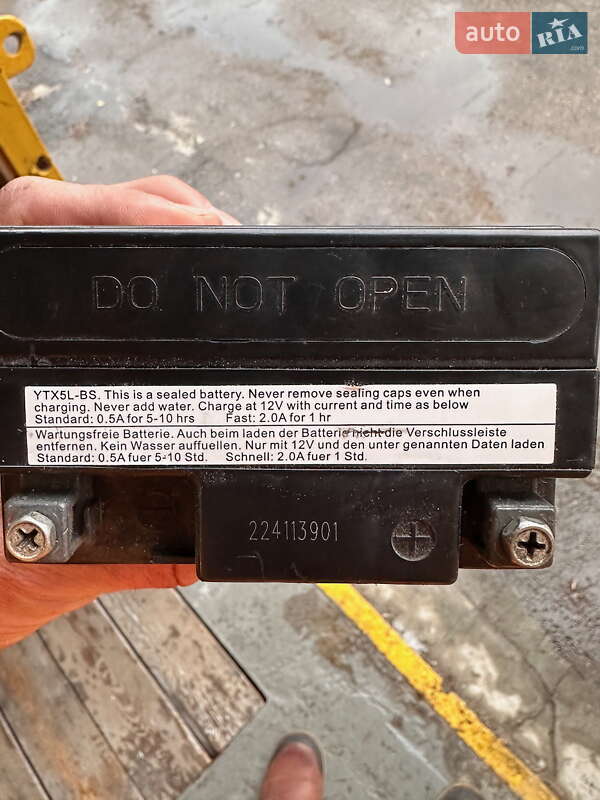 auto RIA .com
DO NOT OPEN
YTX5L-BS. This is a sealed battery. Never remove sealing caps even when
charging. Never add water. Charge at 12V with current and time as below
Standard: 0.5A for 5-10 hrs Fast: 2.0A for 1 hr
Wartungsfreie Batterie. Auch beim laden der Batterie nicht die Verschlussleiste
entfernen. Kein Wasser auffuellen. Nur mit 12V und den unter genannten Daten laden
Standard: 0.5A fuer 5-10 Std. Schnell: 2.0A fuer 1 Std.
224113901